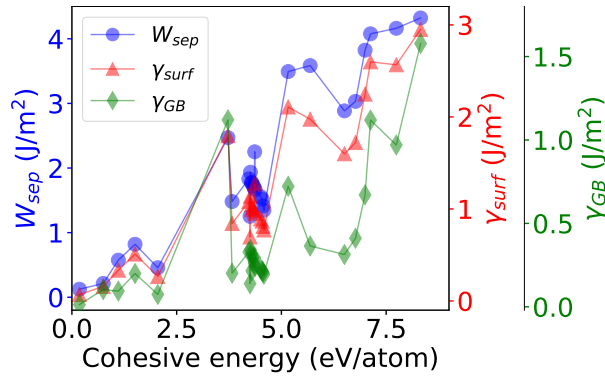 W_sep
γ_surf
γ_GB
4
3
2
1
0
W_sep (J/m²)
0.0
2.5
5.0
7.5
Cohesive energy (eV/atom)
3
2
1
0
γ_surf (J/m²)
1.5
1.0
0.5
0.0
γ_GB (J/m²)